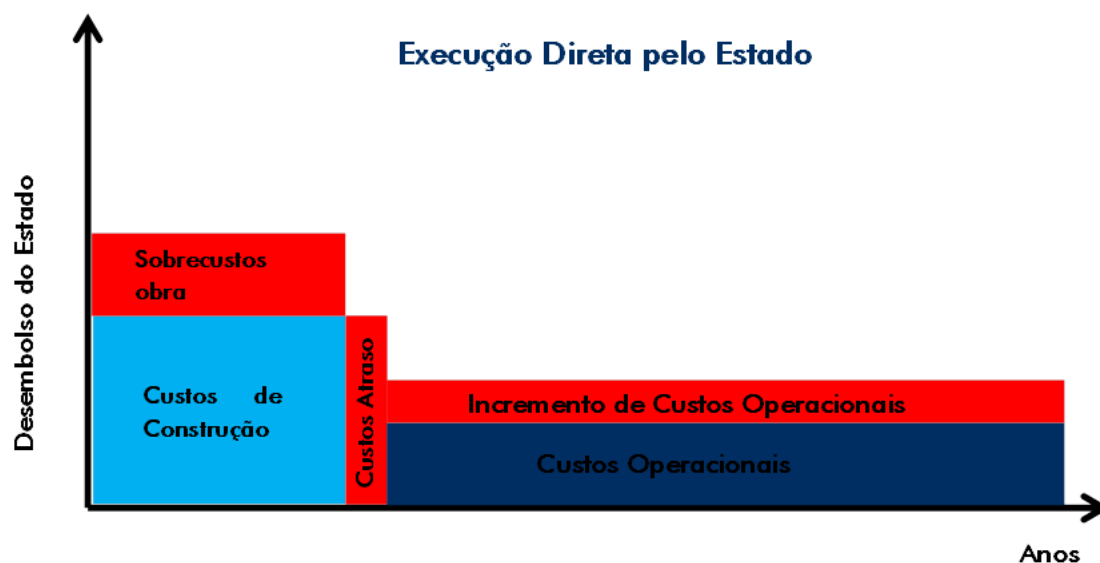 Execução Direta pelo Estado
Desembolso do Estado
Sobrecustos
obra
Custos de
Construção
Custos Atraso
Incremento de Custos Operacionais
Custos Operacionais
Anos